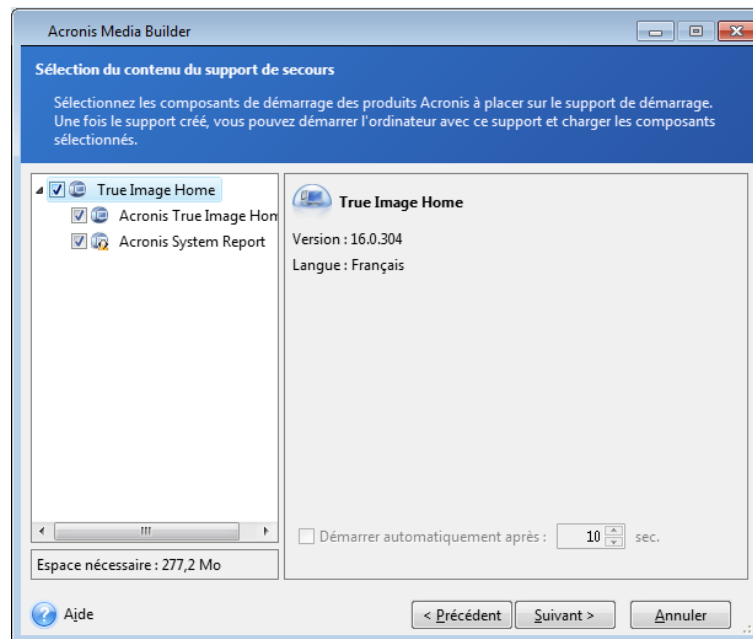 Acronis Media Builder
Sélection du contenu du support de secours
Sélectionnez les composants de démarrage des produits Acronis à placer sur le support de démarrage.
Une fois le support créé, vous pouvez démarrer l'ordinateur avec ce support et charger les composants
sélectionnés.
True Image Home
Acronis True Image Hom
Acronis System Report
True Image Home
Version : 16.0.304
Langue : Français
Démarrer automatiquement après : 10 sec.
Espace nécessaire : 277,2 Mo
Aide
< Précédent
Suivant >
Annuler